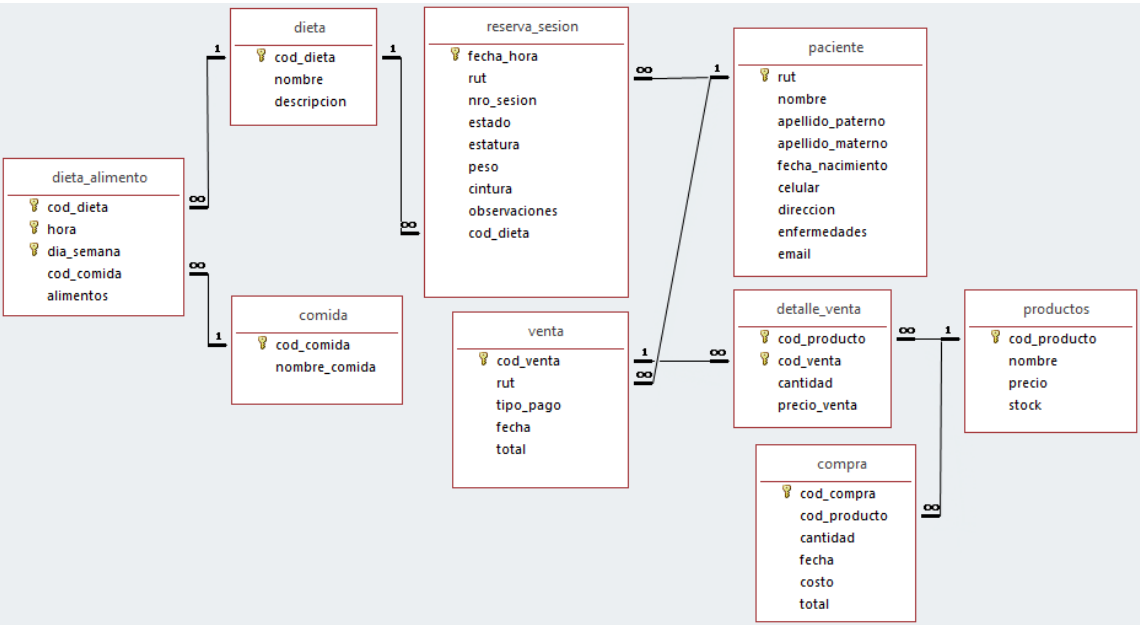 dieta
cod_dieta
nombre
descripcion
reserva_sesion
fecha_hora
rut
nro_sesion
estado
estatura
peso
cintura
observaciones
cod_dieta
paciente
rut
nombre
apellido_paterno
apellido_materno
fecha_nacimiento
celular
direccion
enfermedades
email
dieta_alimento
cod_dieta
hora
dia_semana
cod_comida
alimentos
comida
cod_comida
nombre_comida
venta
cod_venta
rut
tipo_pago
fecha
total
detalle_venta
cod_producto
cod_venta
cantidad
precio_venta
productos
cod_producto
nombre
precio
stock
compra
cod_compra
cod_producto
cantidad
fecha
costo
total
1
∞
1
∞
∞
1
∞
1
1
∞
∞
∞
1
∞